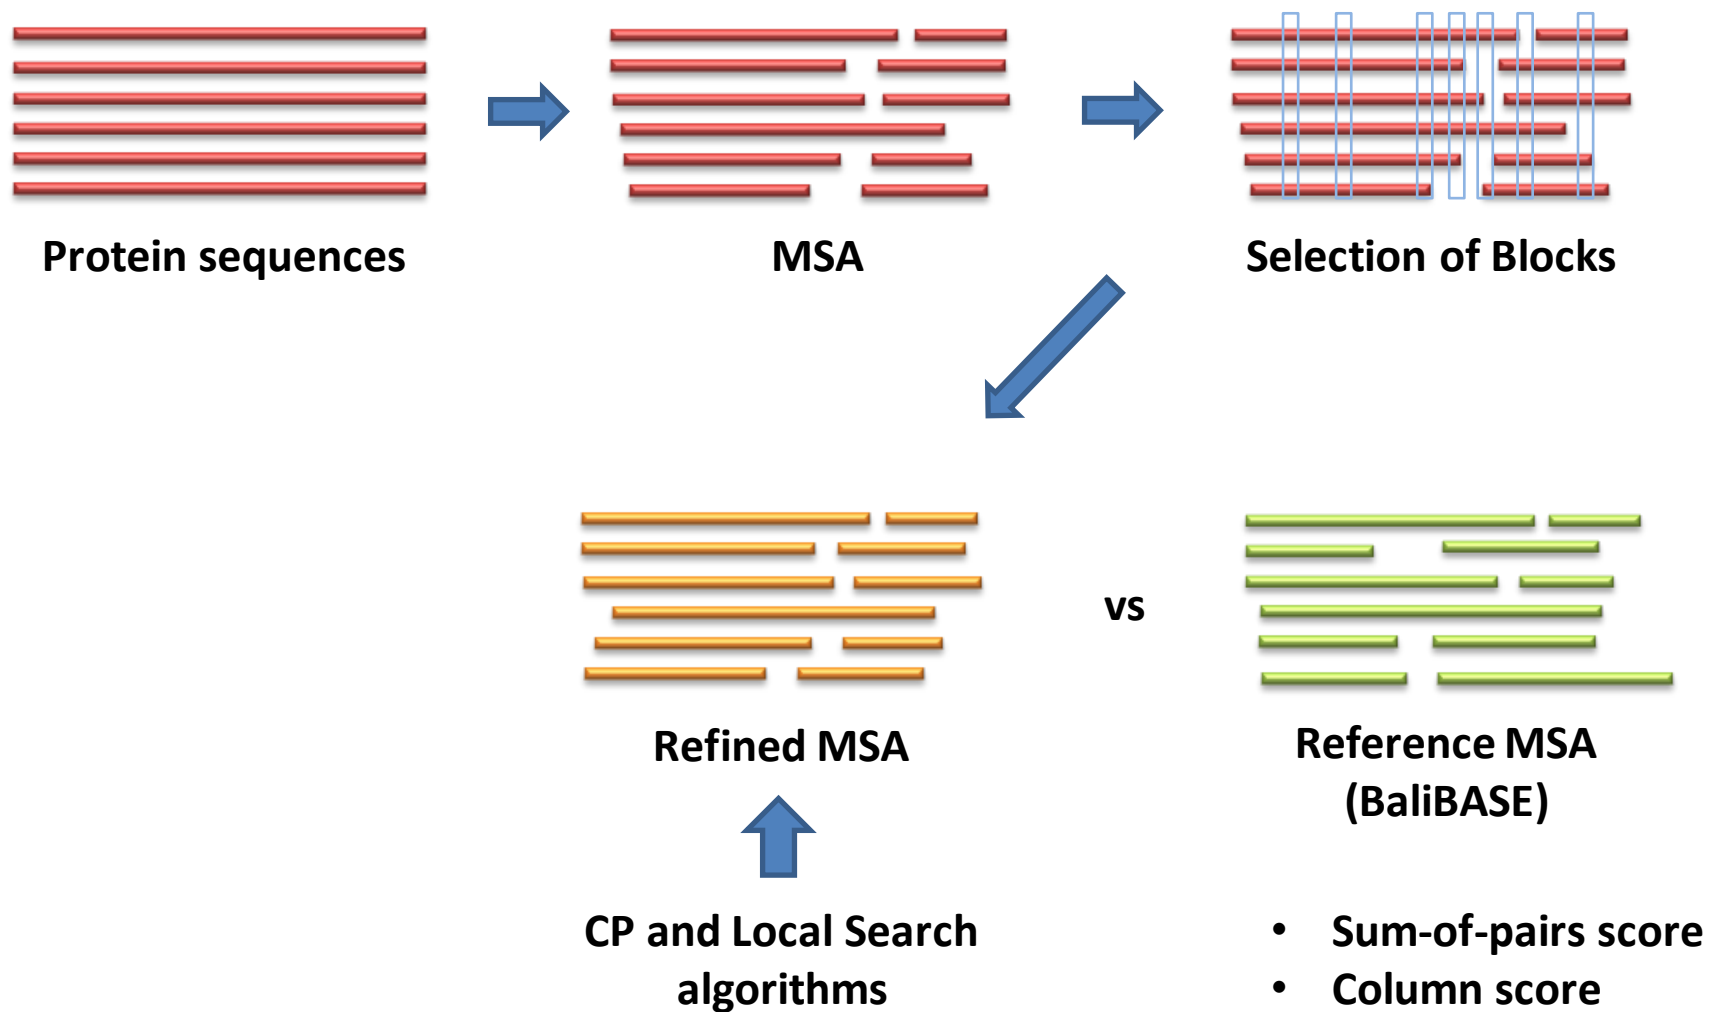 Protein sequences
MSA
Selection of Blocks
vs
Refined MSA
Reference MSA
(BaliBASE)
CP and Local Search
algorithms
• Sum-of-pairs score
• Column score